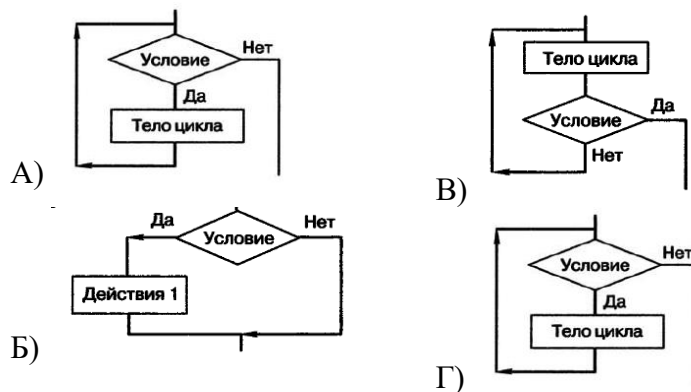 Условие
Нет
Да
Тело цикла
А)
Тело цикла
Условие
Да
Нет
В)
Да
Нет
Условие
Действия 1
Б)
Условие
Нет
Да
Тело цикла
Г)